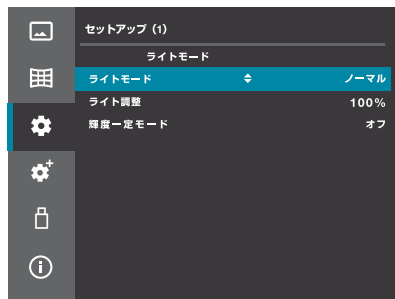 セットアップ（1）
ライトモード
ライトモード ノーマル
ライト調整 100%
輝度一定モード オフ